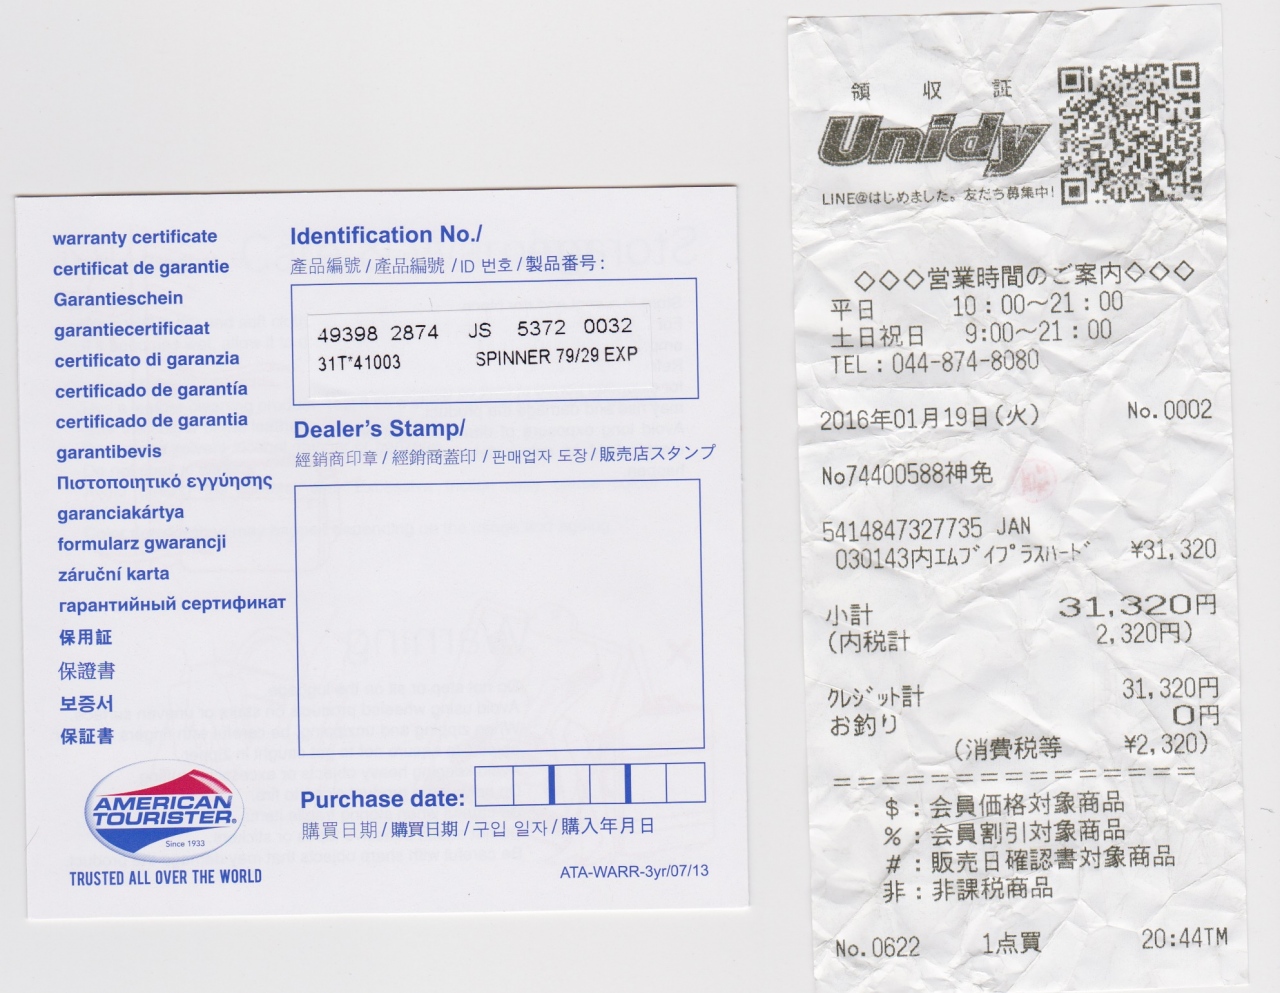 warranty certificate
certificat de garantie
Garantieschein
garantiecertificaat
certificato di garanzia
certificado de garantía
certificado de garantia
garantibevis
Πιστοποιητικό εγγύησης
garanciakártya
formularz gwarancji
záruční karta
гарантийный сертификат
保用証
保證書
보증서
保証書
AMERICAN
TOURISTER®
Since 1933
TRUSTED ALL OVER THE WORLD
Identification No./
產品編號/產品編號/ID 번호/製品番号:
49398 2874 JS 5372 0032
31T*41003 SPINNER 79/29 EXP
Dealer's Stamp/
經銷商印章/經銷商蓋印/판매업자 도장/販売店スタンプ
Purchase date:
購買日期/購買日期/구입 일자/購入年月日
ATA-WARR-3yr/07/13
領 収 証
Unidy
LINE@はじめました。友だち募集中!
◇◇◇営業時間のご案内◇◇◇
平日 10:00～21:00
土日祝日 9:00～21:00
TEL:044-874-8080
2016年01月19日(火) No.0002
No74400588神免
5414847327735 JAN
030143内エムブイプラスハード ¥31,320
小計 31,320円
(内税計 2,320円)
クレジット計 31,320円
お釣り 0円
(消費税等 ¥2,320)
==============================
$:会員価格対象商品
%:会員割引対象商品
#:販売日確認書対象商品
非:非課税商品
No.0622 1点買 20:44TM